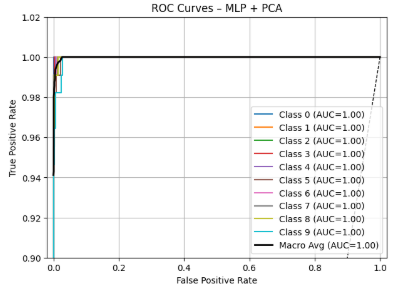 ROC Curves – MLP + PCA
1.02
1.00
0.98
0.96
0.94
0.92
0.90
True Positive Rate
Class 0 (AUC=1.00)
Class 1 (AUC=1.00)
Class 2 (AUC=1.00)
Class 3 (AUC=1.00)
Class 4 (AUC=1.00)
Class 5 (AUC=1.00)
Class 6 (AUC=1.00)
Class 7 (AUC=1.00)
Class 8 (AUC=1.00)
Class 9 (AUC=1.00)
Macro Avg (AUC=1.00)
0.0 0.2 0.4 0.6 0.8 1.0
False Positive Rate